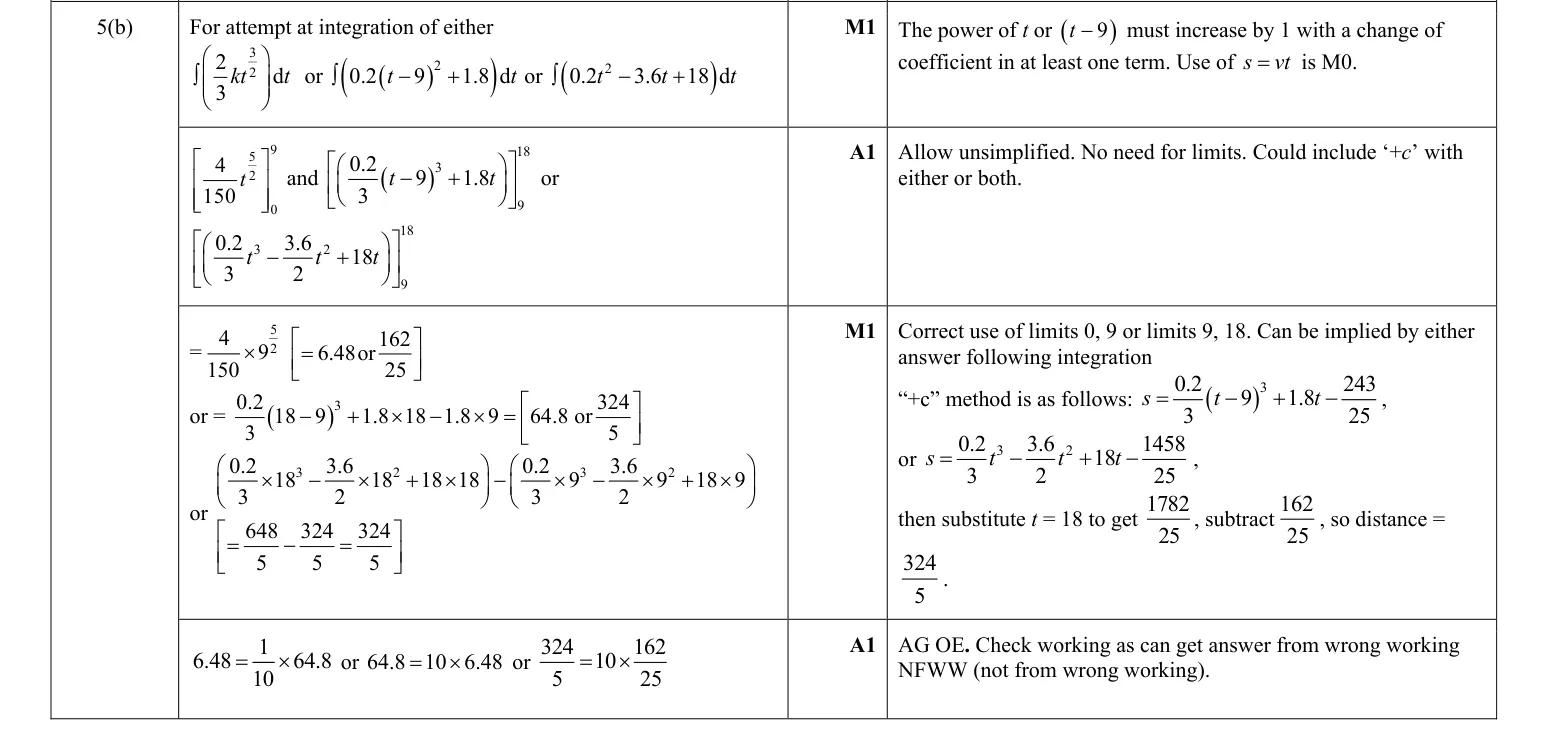 5(b)
For attempt at integration of either
∫(2/3 kt^(3/2))dt or ∫(0.2(t − 9)² + 1.8)dt or ∫(0.2t² − 3.6t + 18)dt
M1
The power of t or (t − 9) must increase by 1 with a change of
coefficient in at least one term. Use of s = vt is M0.
[4/150 t^(5/2)]₀⁹ and [(0.2/3 (t − 9)³ + 1.8t)]₉¹⁸ or
[(0.2/3 t³ − 3.6/2 t² + 18t)]₉¹⁸
A1
Allow unsimplified. No need for limits. Could include ‘+c’ with
either or both.
= 4/150 × 9^(5/2) [= 6.48 or 162/25]
or = 0.2/3 (18 − 9)³ + 1.8 × 18 − 1.8 × 9 = [64.8 or 324/5]
or (0.2/3 × 18³ − 3.6/2 × 18² + 18 × 18) − (0.2/3 × 9³ − 3.6/2 × 9² + 18 × 9)
[= 648/5 − 324/5 = 324/5]
M1
Correct use of limits 0, 9 or limits 9, 18. Can be implied by either
answer following integration
“+c” method is as follows: s = 0.2/3 (t − 9)³ + 1.8t − 243/25 ,
or s = 0.2/3 t³ − 3.6/2 t² + 18t − 1458/25 ,
then substitute t = 18 to get 1782/25 , subtract 162/25 , so distance =
324/5 .
6.48 = 1/10 × 64.8 or 64.8 = 10 × 6.48 or 324/5 = 10 × 162/25
A1
AG OE. Check working as can get answer from wrong working
NFWW (not from wrong working).